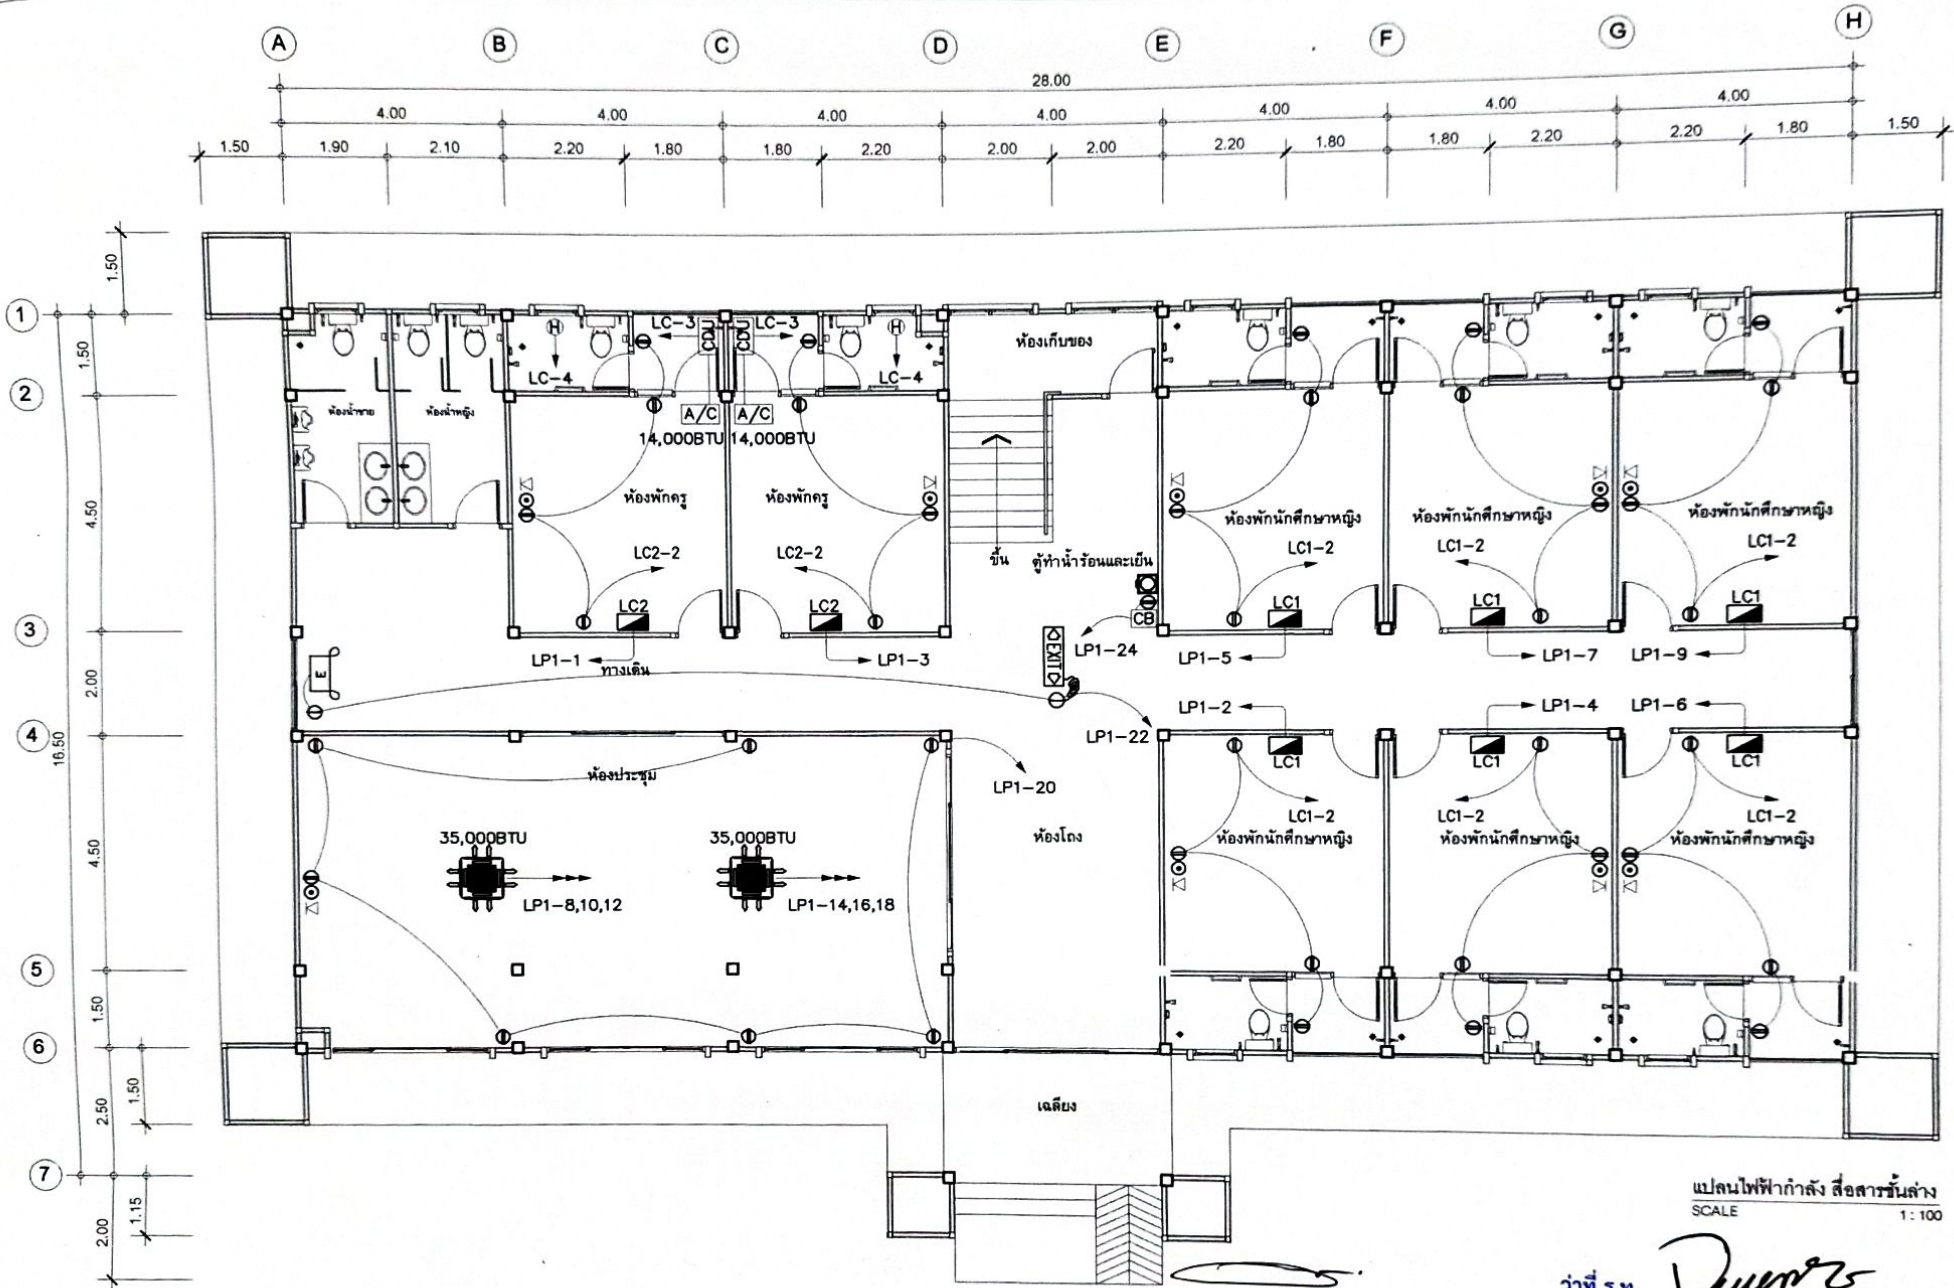 A B C D E F G H
28.00
4.00 4.00 4.00 4.00 4.00 4.00 4.00
1.50 1.90 2.10 2.20 1.80 1.80 2.20 2.00 2.00 2.20 1.80 1.80 2.20 2.20 1.80 1.50
1.50
1
H LC-3 CDU CDU LC-3 H
ห้องเก็บของ
1.50
LC-4 LC-4
2
ห้องน้ำชาย ห้องน้ำหญิง
A/C A/C
14,000BTU 14,000BTU
4.50
ห้องพักครู ห้องพักครู
ห้องพักนักศึกษาหญิง ห้องพักนักศึกษาหญิง ห้องพักนักศึกษาหญิง
LC2-2 LC2-2 ขึ้น ตู้ทำน้ำร้อนและเย็น LC1-2 LC1-2 LC1-2
LC2 LC2 CB LC1 LC1 LC1
3
LP1-1 LP1-3 EXIT LP1-24 LP1-5 LP1-7 LP1-9
ทางเดิน
E
2.00
LP1-2 LP1-4 LP1-6
4
16.50
LP1-22
LC1 LC1 LC1
ห้องประชุม
LP1-20
LC1-2 LC1-2 LC1-2
35,000BTU 35,000BTU ห้องโถง ห้องพักนักศึกษาหญิง ห้องพักนักศึกษาหญิง ห้องพักนักศึกษาหญิง
4.50
LP1-8,10,12 LP1-14,16,18
5
1.50
6
1.50
2.50
เฉลียง
7
1.15
2.00
แปลนไฟฟ้ากำลัง สื่อสารชั้นล่าง
SCALE 1:100
ว่าที่ ร.ท.